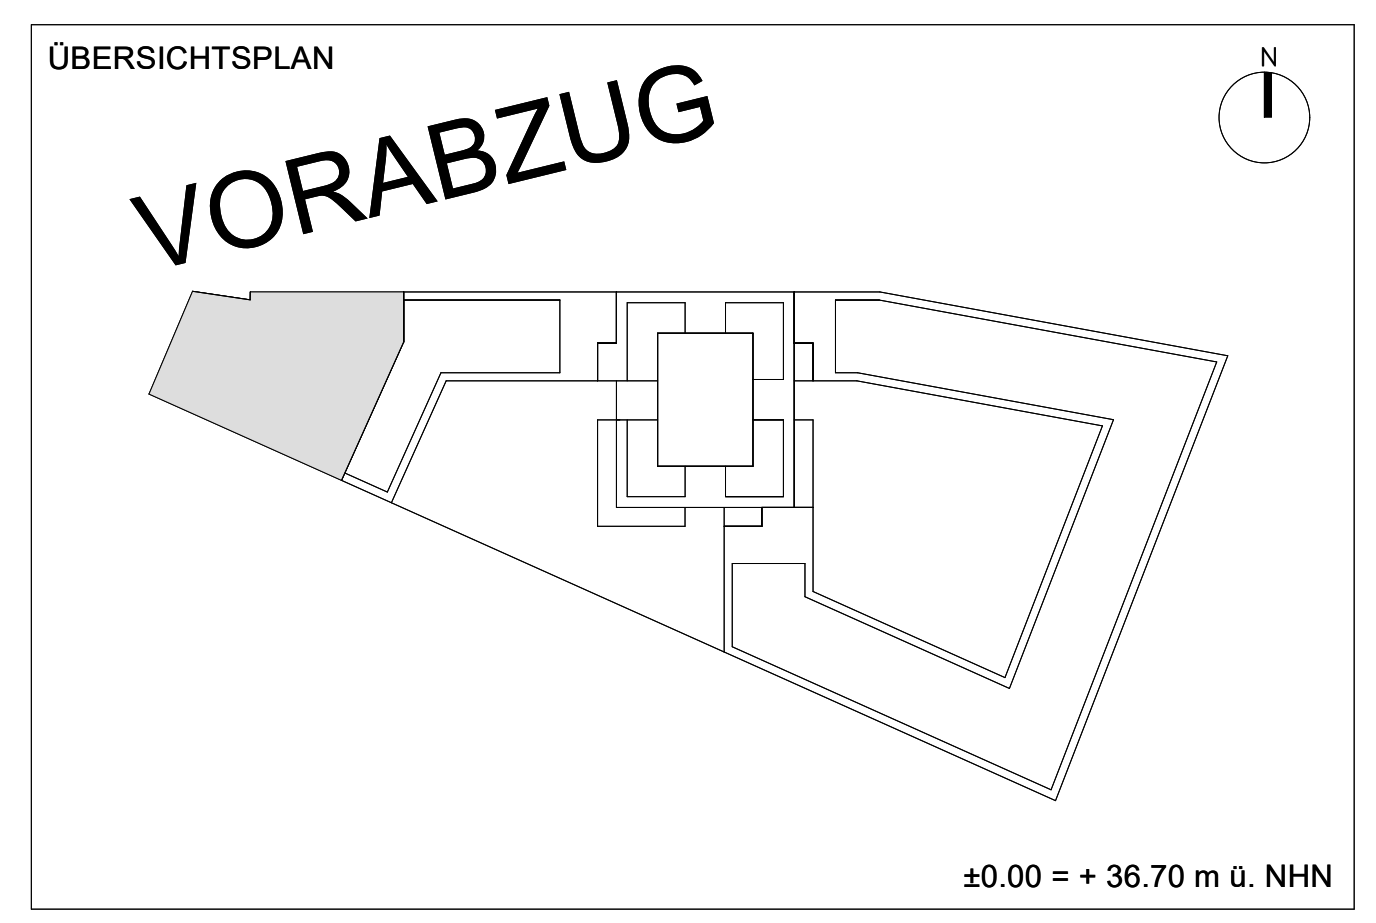 ÜBERSICHTSPLAN
N
VORABZUG
±0.00 = + 36.70 m ü. NHN